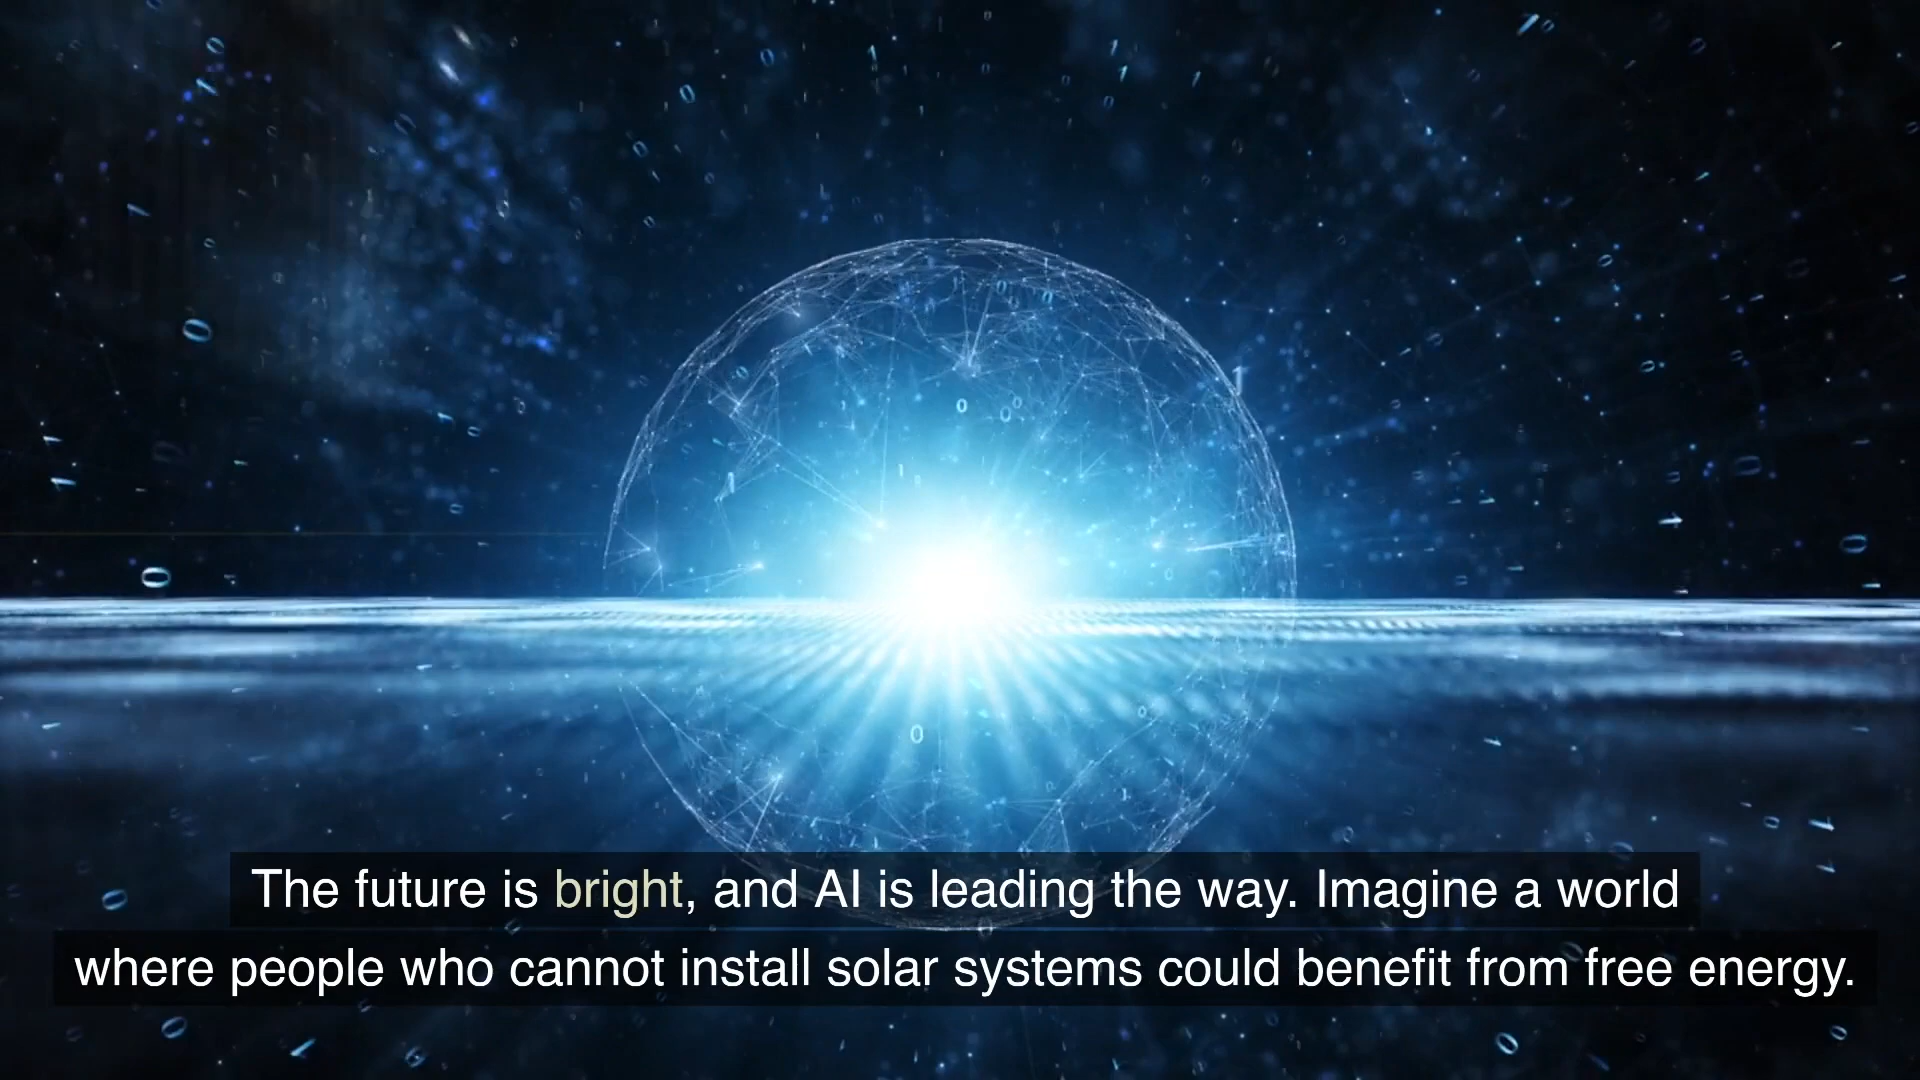 The future is bright, and AI is leading the way. Imagine a world
where people who cannot install solar systems could benefit from free energy.